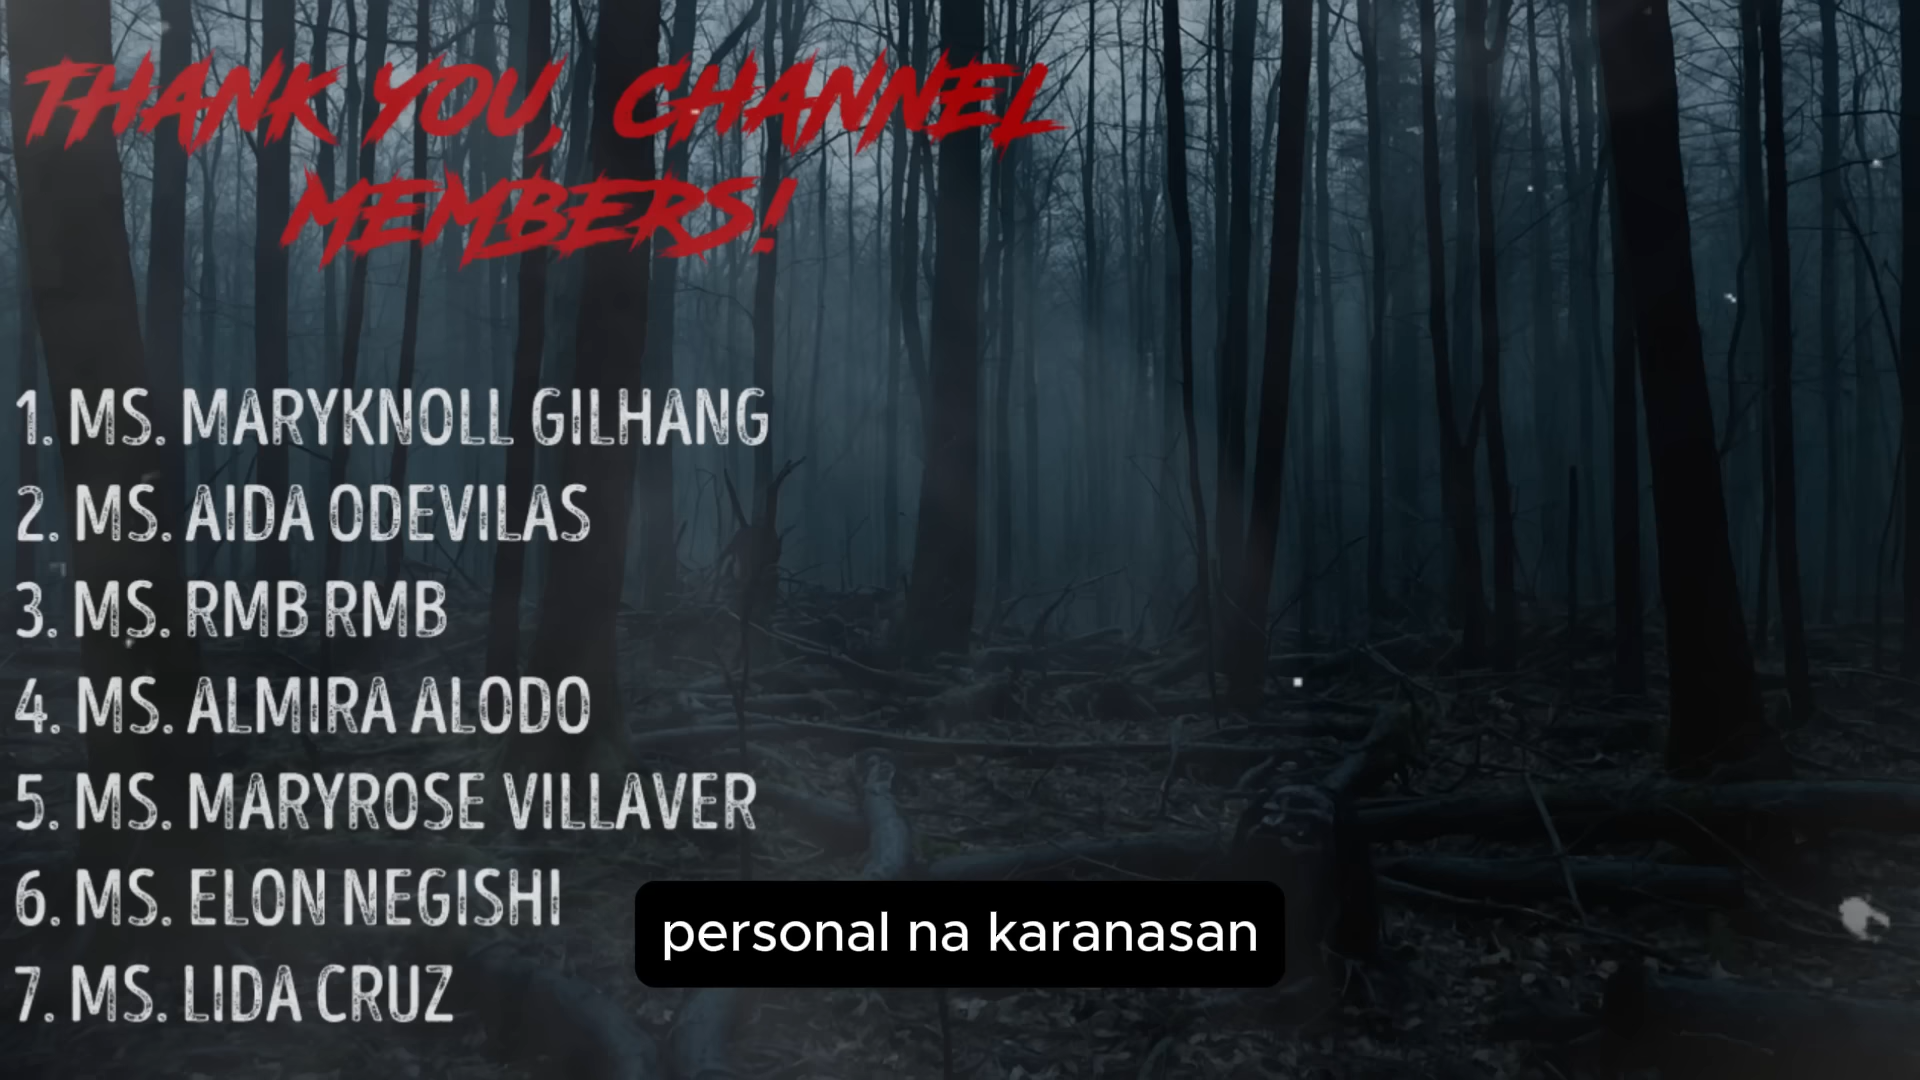 THANK YOU, CHANNEL
MEMBERS!
1. MS. MARYKNOLL GILHANG
2. MS. AIDA ODEVILAS
3. MS. RMB RMB
4. MS. ALMIRA ALODO
5. MS. MARYROSE VILLAVER
6. MS. ELON NEGISHI
7. MS. LIDA CRUZ
personal na karanasan